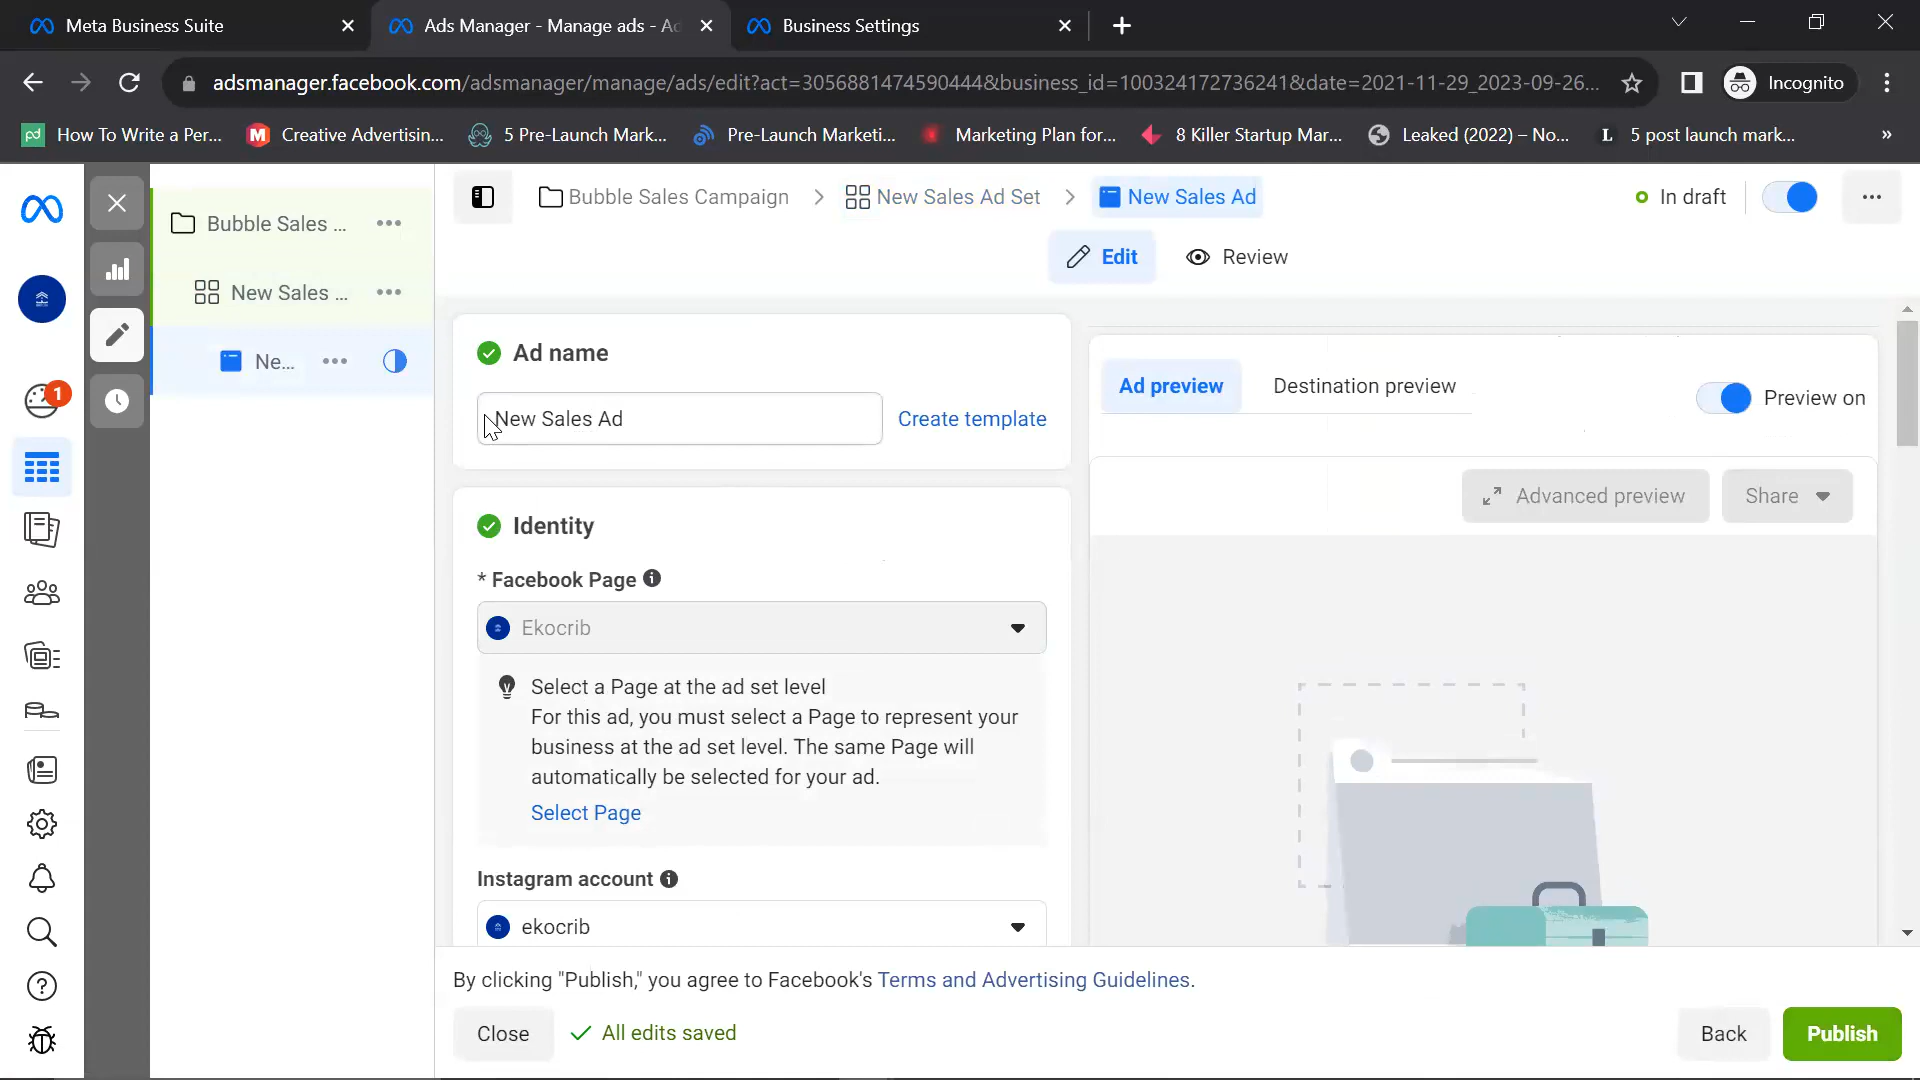 Meta Business Suite
Ads Manager - Manage ads - Ad
Business Settings
adsmanager.facebook.com/adsmanager/manage/ads/edit?act=3056881474590444&business_id=100324172736241&date=2021-11-29_2023-09-26...
Incognito
pd How To Write a Per...
M Creative Advertisin...
5 Pre-Launch Mark...
Pre-Launch Marketi...
Marketing Plan for...
8 Killer Startup Mar...
Leaked (2022) – No...
L 5 post launch mark...
»
Bubble Sales ...
New Sales ...
Ne...
1
Bubble Sales Campaign
New Sales Ad Set
New Sales Ad
In draft
Edit
Review
Ad name
New Sales Ad
Create template
Identity
* Facebook Page
Ekocrib
Select a Page at the ad set level
For this ad, you must select a Page to represent your
business at the ad set level. The same Page will
automatically be selected for your ad.
Select Page
Instagram account
ekocrib
Ad preview
Destination preview
Preview on
Advanced preview
Share
By clicking "Publish," you agree to Facebook's Terms and Advertising Guidelines.
Close
All edits saved
Back
Publish